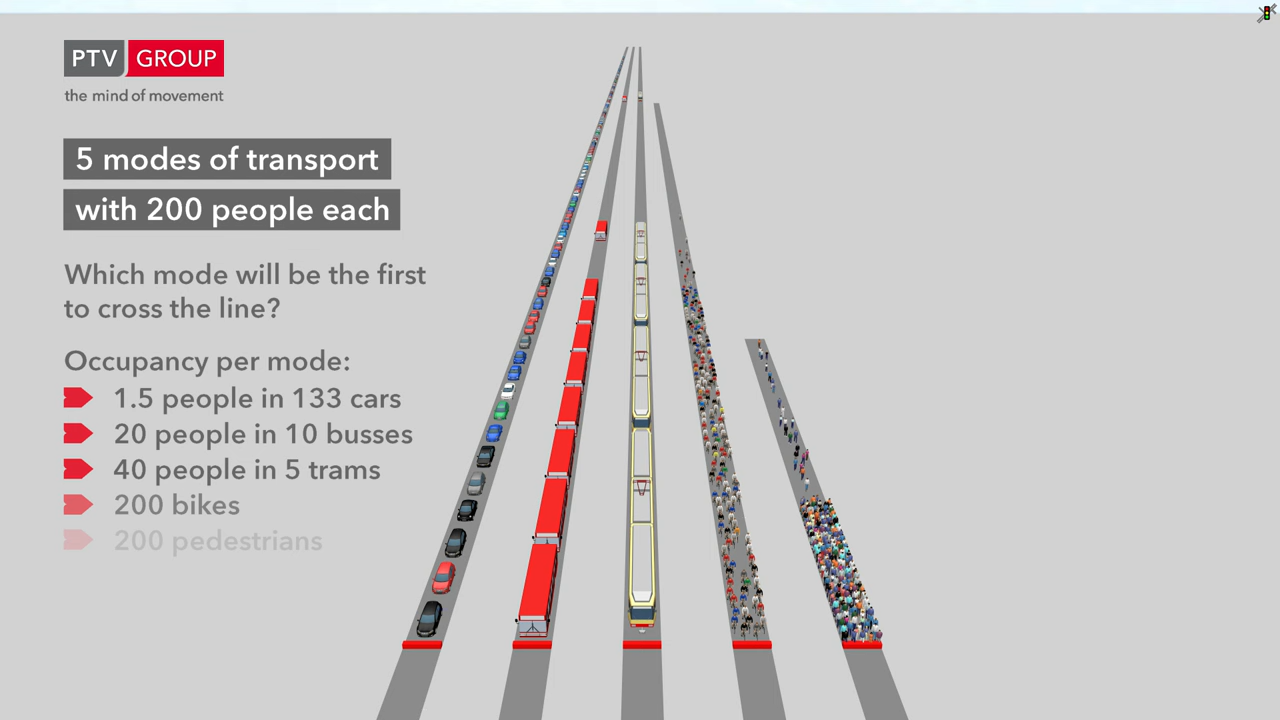 PTV GROUP
the mind of movement
5 modes of transport
with 200 people each
Which mode will be the first
to cross the line?
Occupancy per mode:
1.5 people in 133 cars
20 people in 10 busses
40 people in 5 trams
200 bikes
200 pedestrians